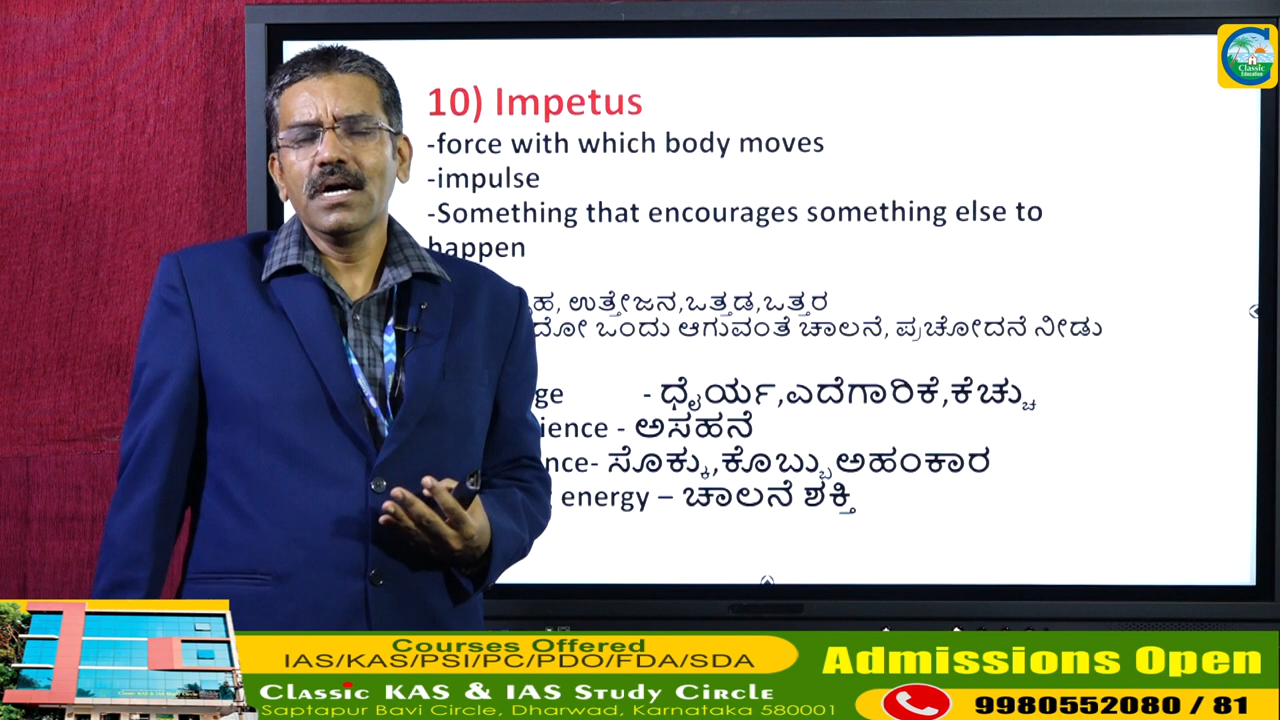 Classic
Education
10) Impetus
-force with which body moves
-impulse
-Something that encourages something else to
happen
ಉತ್ತೇಜನ,ಒತ್ತಡ,ಒತ್ತರ
ಒಂದು ಆಗುವಂತೆ ಚಾಲನೆ, ಪ್ರಚೋದನೆ ನೀಡು
- ಧೈರ್ಯ,ಎದೆಗಾರಿಕೆ,ಕೆಚ್ಚು
- ಅಸಹನೆ
- ಸೊಕ್ಕು,ಕೊಬ್ಬು,ಅಹಂಕಾರ
energy – ಚಾಲನೆ ಶಕ್ತಿ
Courses Offered
IAS/KAS/PSI/PC/PDO/FDA/SDA
Classic KAS & IAS Study Circle
Saptapur Bavi Circle, Dharwad, Karnataka 580001
Admissions Open
9980552080 / 81